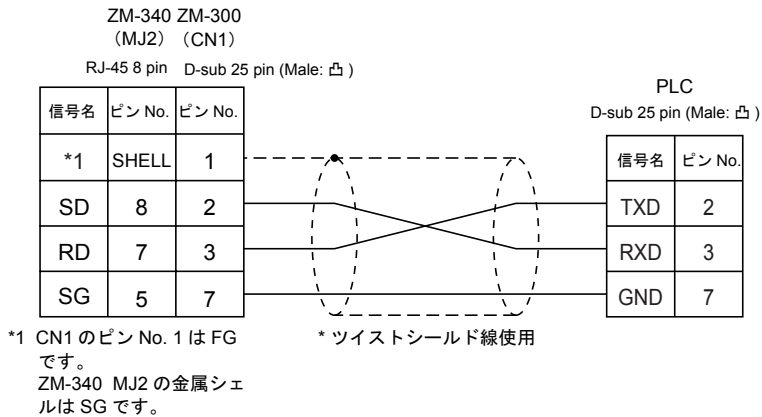 ZM-340 ZM-300
（MJ2）（CN1）
RJ-45 8 pin D-sub 25 pin (Male: 凸 )
PLC
D-sub 25 pin (Male: 凸 )
信号名 ピン No. ピン No.
信号名 ピン No.
*1 SHELL 1
SD 8 2
TXD 2
RD 7 3
RXD 3
SG 5 7
GND 7
*1 CN1 のピン No. 1 は FG
です。
ZM-340 MJ2 の金属シェ
ルは SG です。
* ツイストシールド線使用